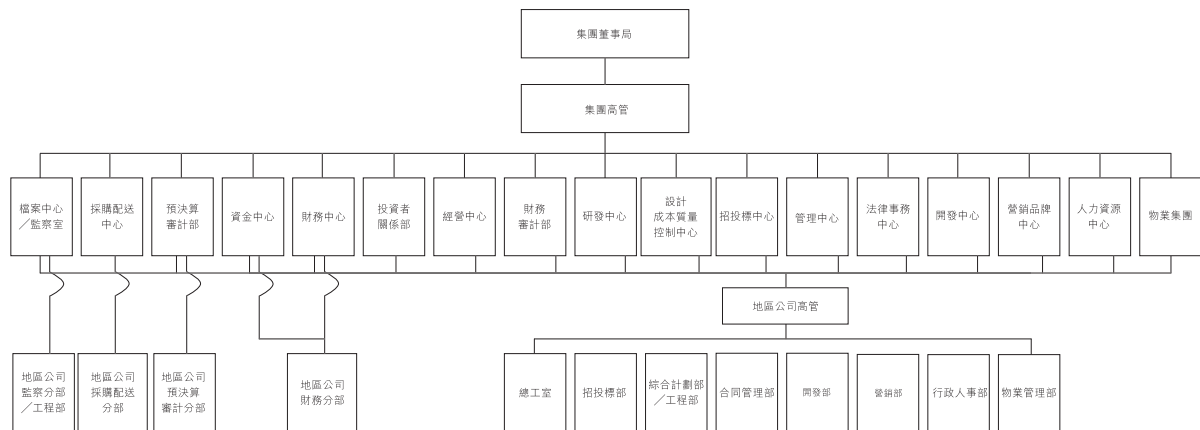 集團董事局
集團高管
檔案中心
／監察室
採購配送
中心
預決算
審計部
資金中心
財務中心
投資者
關係部
經營中心
財務
審計部
研發中心
設計
成本質量
控制中心
招投標中心
管理中心
法律事務
中心
開發中心
營銷品牌
中心
人力資源
中心
物業集團
地區公司高管
地區公司
監察分部
／工程部
地區公司
採購配送
分部
地區公司
預決算
審計分部
地區公司
財務分部
總工室
招投標部
綜合計劃部
／工程部
合同管理部
開發部
營銷部
行政人事部
物業管理部